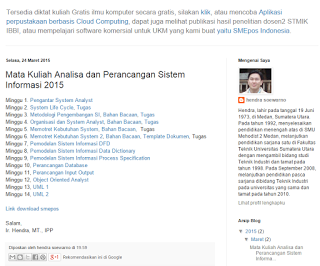 Tersedia diktat kuliah Gratis ilmu komputer secara gratis, silakan klik, atau mencoba Aplikasi
perpustakaan berbasis Cloud Computing, dapat juga melihat publikasi hasil penelitian dosen2 STMIK
IBBI, atau mempelajari software komersial untuk UKM yang kami buat yaitu SMEpos Indonesia.
Selasa, 24 Maret 2015
Mata Kuliah Analisa dan Perancangan Sistem
Informasi 2015
Minggu 1. Pengantar System Analyst
Minggu 2. System Life Cycle, Tugas
Minggu 3. Metodologi Pengembangan SI, Bahan Bacaan, Tugas
Minggu 4. Organisasi dan System Analyst, Bahan Bacaan, Tugas
Minggu 5. Memotret Kebutuhan System, Bahan Bacaan, Tugas
Minggu 6. Memotret Kebutuhan System 2, Bahan Bacaan, Template Dokumen, Tugas
Minggu 7. Pemodelan Sistem Informasi DFD
Minggu 8. Pemodelan Sistem Informasi Data Dictionary
Minggu 9. Pemodelan Sistem Informasi Process Specification
Minggu 10. Perancangan Database
Minggu 11. Perancangan Input Output
Minggu 12. Object Oriented Analyst
Minggu 13. UML 1
Minggu 14. UML 2
Link download smepos
Salam,
Ir. Hendra, MT., IPP
Diposkan oleh hendra soewarno di 19.59
Rekomendasikan ini di Google
Mengenai Saya
hendra soewarno
Hendra, lahir pada tanggal 19 Juni
1973, di Medan, Sumatera Utara.
Pada tahun 1992, menyelesaikan
pendidikan menengah atas di SMU
Methodist 2 Medan, menjalani
pendidikan sarjana satu di Fakultas
Teknik Universitas Sumatera Utara
dengan mengambil bidang studi
Teknik Industri dan tamat pada
tahun 1998. Pada September 2008,
melanjutkan pendidikan pasca
sarjana dibidang Teknik Industri
pada universitas yang sama dan
tamat pada tahun 2010.
Lihat profil lengkapku
Arsip Blog
▼ 2015 (2)
▼ Maret (2)
Mata Kuliah Analisa dan
Perancangan Sistem
Informa...